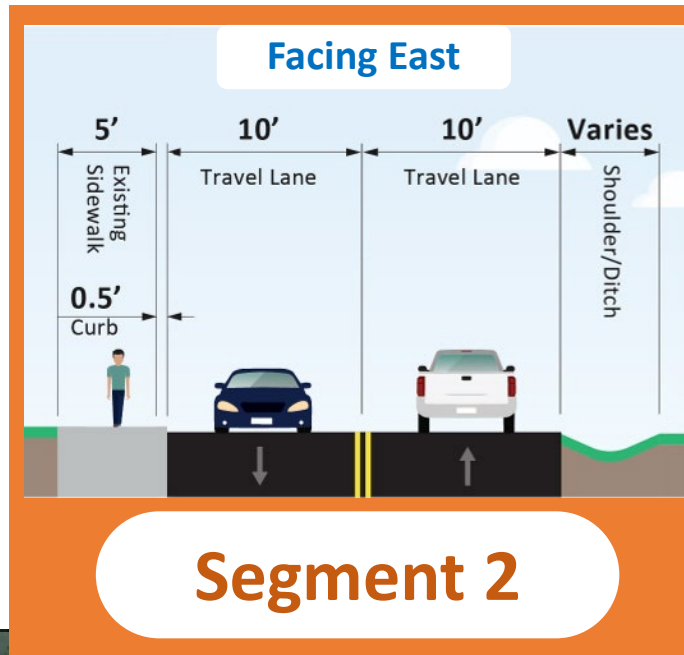 Facing East
5'
10'
10'
Varies
Existing
Sidewalk
Travel Lane
Travel Lane
Shoulder/Ditch
0.5'
Curb
Segment 2